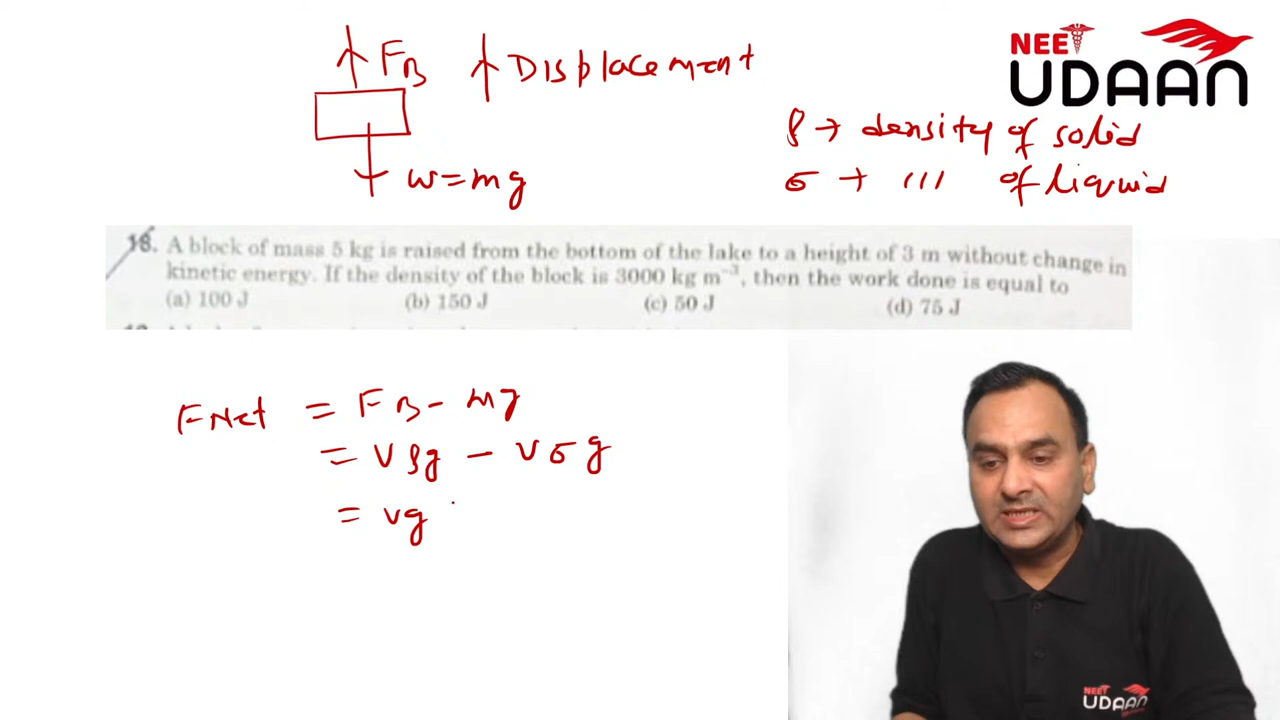 FB ↑ Displacement
NEET
UDAAN
ρ → density of solid
w = mg
σ → ,,, of liquid
18. A block of mass 5 kg is raised from the bottom of the lake to a height of 3 m without change in
kinetic energy. If the density of the block is 3000 kg m⁻³, then the work done is equal to
(a) 100 J (b) 150 J (c) 50 J (d) 75 J
FNet = FB - mg
= Vρg - Vσg
= vg
NEET
UDAAN